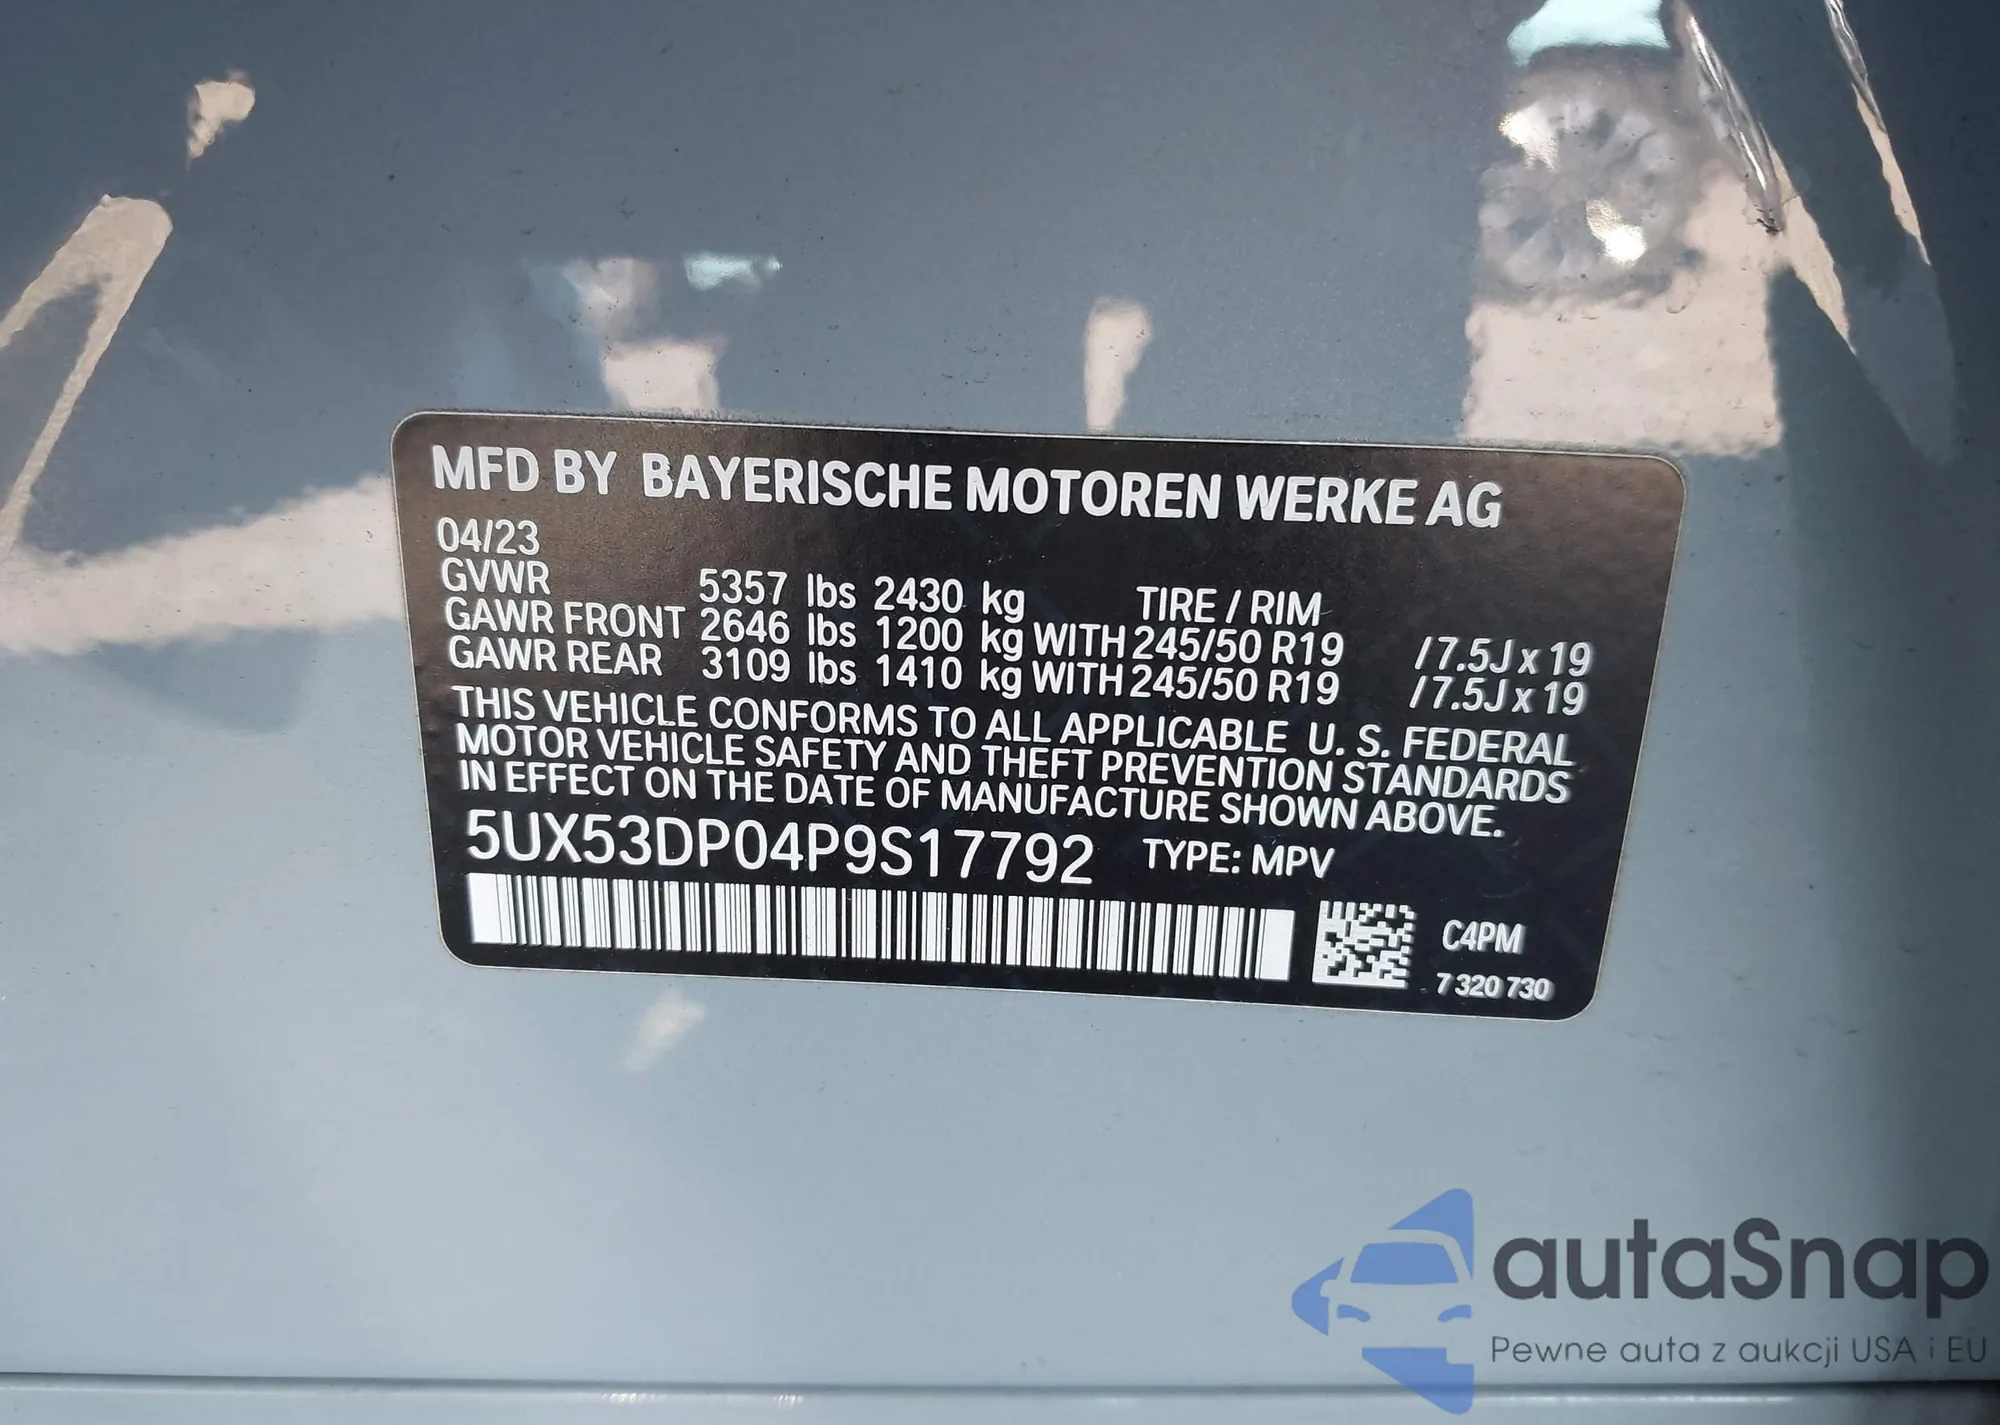 MFD BY BAYERISCHE MOTOREN WERKE AG
04/23
GVWR 5357 lbs 2430 kg TIRE / RIM
GAWR FRONT 2646 lbs 1200 kg WITH 245/50 R19 / 7.5J x 19
GAWR REAR 3109 lbs 1410 kg WITH 245/50 R19 / 7.5J x 19
THIS VEHICLE CONFORMS TO ALL APPLICABLE U. S. FEDERAL
MOTOR VEHICLE SAFETY AND THEFT PREVENTION STANDARDS
IN EFFECT ON THE DATE OF MANUFACTURE SHOWN ABOVE.
5UX53DP04P9S17792 TYPE: MPV
C4PM
7 320 730
autaSnap
Pewne auta z aukcji USA i EU